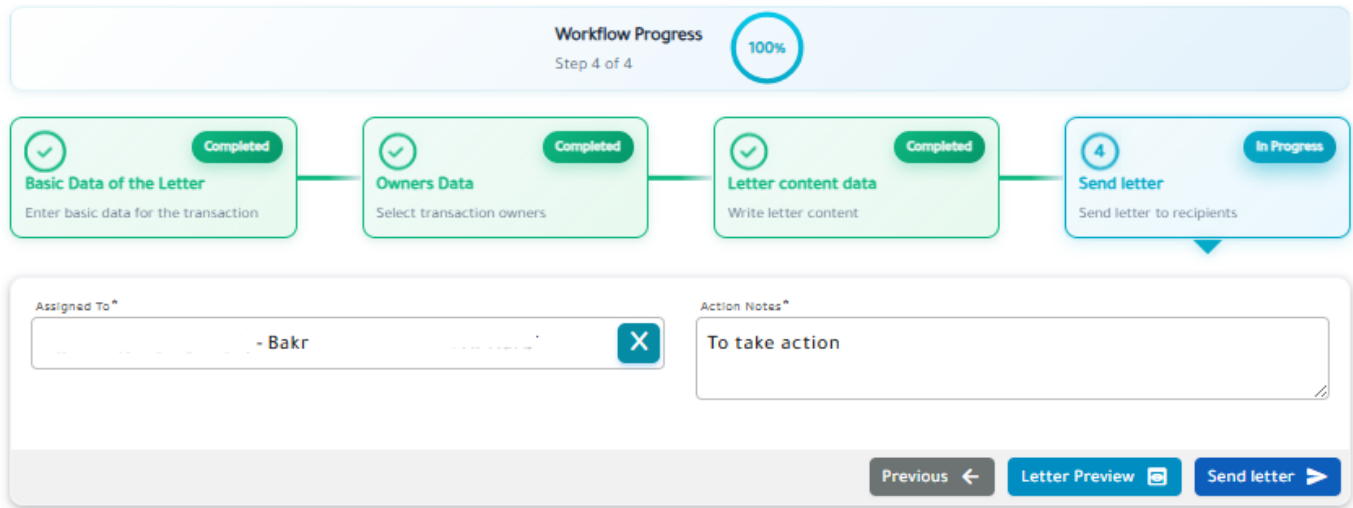 Workflow Progress
Step 4 of 4
100%
Completed
Basic Data of the Letter
Enter basic data for the transaction
Completed
Owners Data
Select transaction owners
Completed
Letter content data
Write letter content
4
In Progress
Send letter
Send letter to recipients
Assigned To*
- Bakr
X
Action Notes*
To take action
Previous
Letter Preview
Send letter